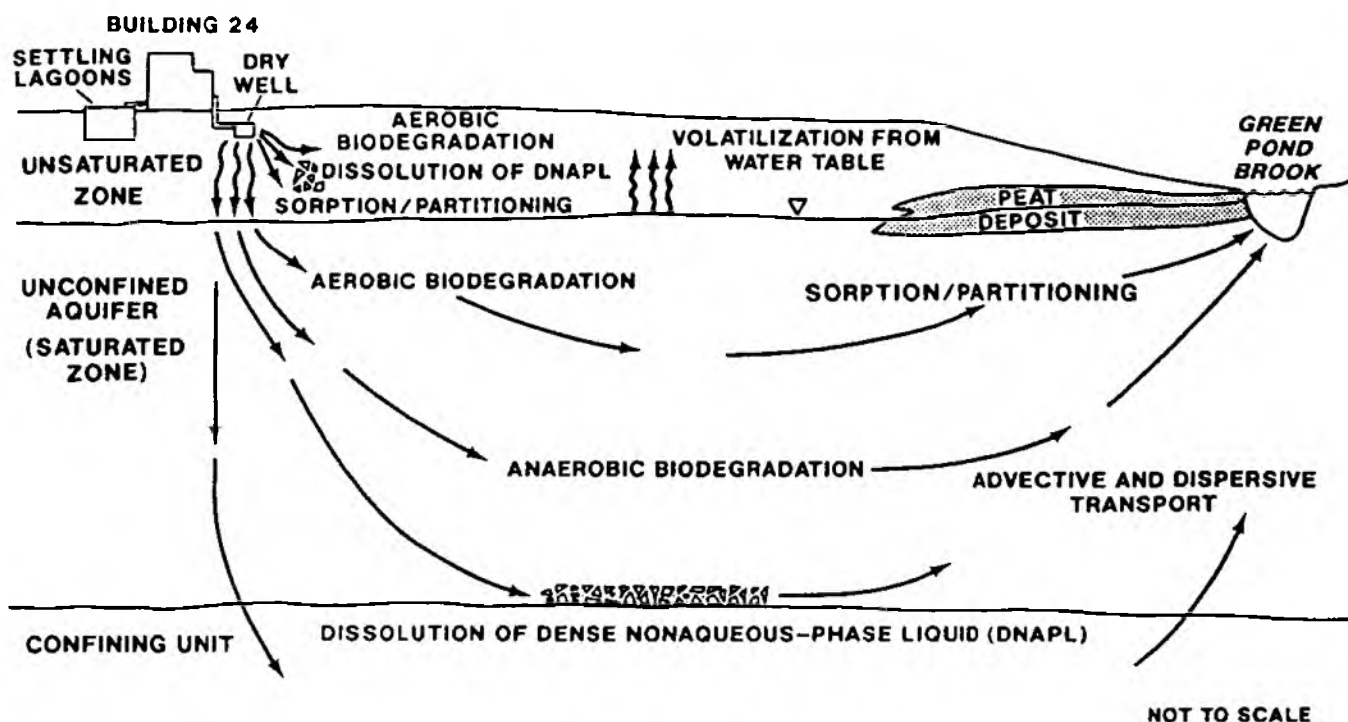 BUILDING 24
SETTLING
LAGOONS
DRY
WELL
AEROBIC
BIODEGRADATION
DISSOLUTION OF DNAPL
SORPTION/PARTITIONING
VOLATILIZATION FROM
WATER TABLE
GREEN
POND
BROOK
UNSATURATED
ZONE
PEAT
DEPOSIT
UNCONFINED
AQUIFER
(SATURATED
ZONE)
AEROBIC BIODEGRADATION
SORPTION/PARTITIONING
ANAEROBIC BIODEGRADATION
ADVECTIVE AND DISPERSIVE
TRANSPORT
CONFINING UNIT
DISSOLUTION OF DENSE NONAQUEOUS-PHASE LIQUID (DNAPL)
NOT TO SCALE